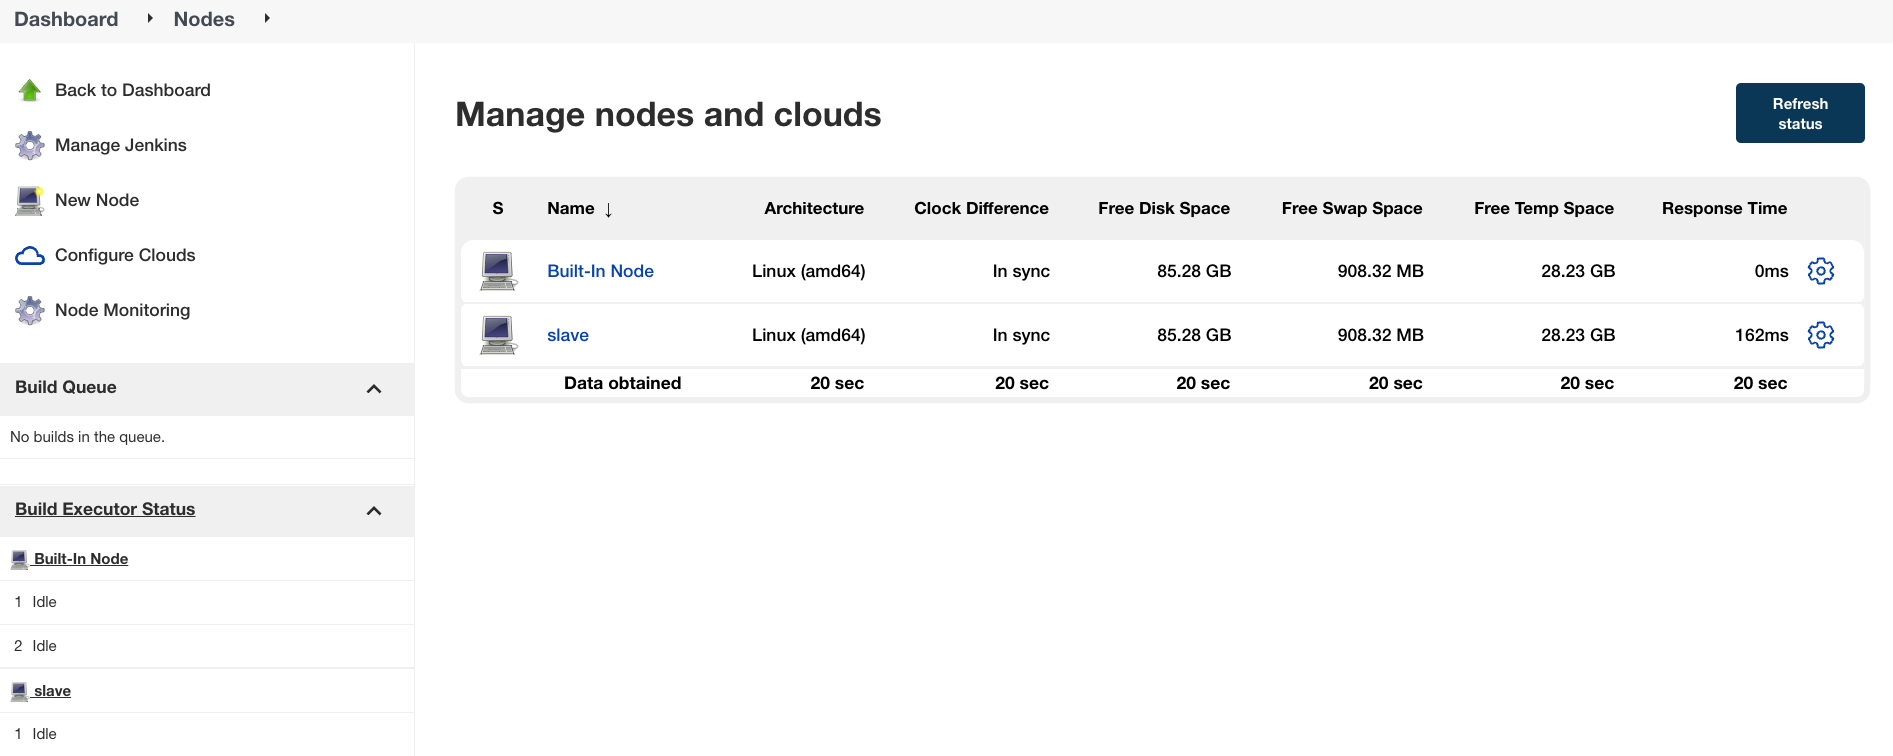 Dashboard Nodes
Back to Dashboard
Manage Jenkins
New Node
Configure Clouds
Node Monitoring
Build Queue
No builds in the queue.
Build Executor Status
Built-In Node
1 Idle
2 Idle
slave
1 Idle
Manage nodes and clouds
Refresh
status
S Name ↓ Architecture Clock Difference Free Disk Space Free Swap Space Free Temp Space Response Time
Built-In Node Linux (amd64) In sync 85.28 GB 908.32 MB 28.23 GB 0ms
slave Linux (amd64) In sync 85.28 GB 908.32 MB 28.23 GB 162ms
Data obtained 20 sec 20 sec 20 sec 20 sec 20 sec 20 sec